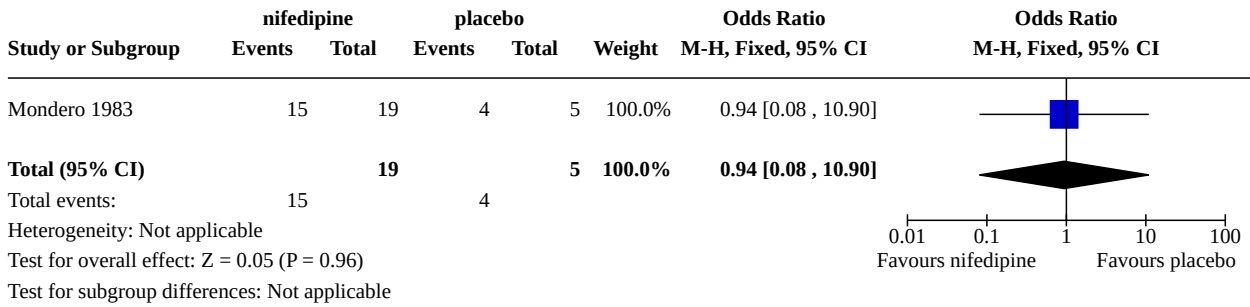 nifedipine placebo Odds Ratio Odds Ratio
Study or Subgroup Events Total Events Total Weight M-H, Fixed, 95% CI M-H, Fixed, 95% CI
Mondero 1983 15 19 4 5 100.0% 0.94 [0.08 , 10.90]
Total (95% CI) 19 5 100.0% 0.94 [0.08 , 10.90]
Total events: 15 4
Heterogeneity: Not applicable
0.01 0.1 1 10 100
Test for overall effect: Z = 0.05 (P = 0.96)
Favours nifedipine Favours placebo
Test for subgroup differences: Not applicable